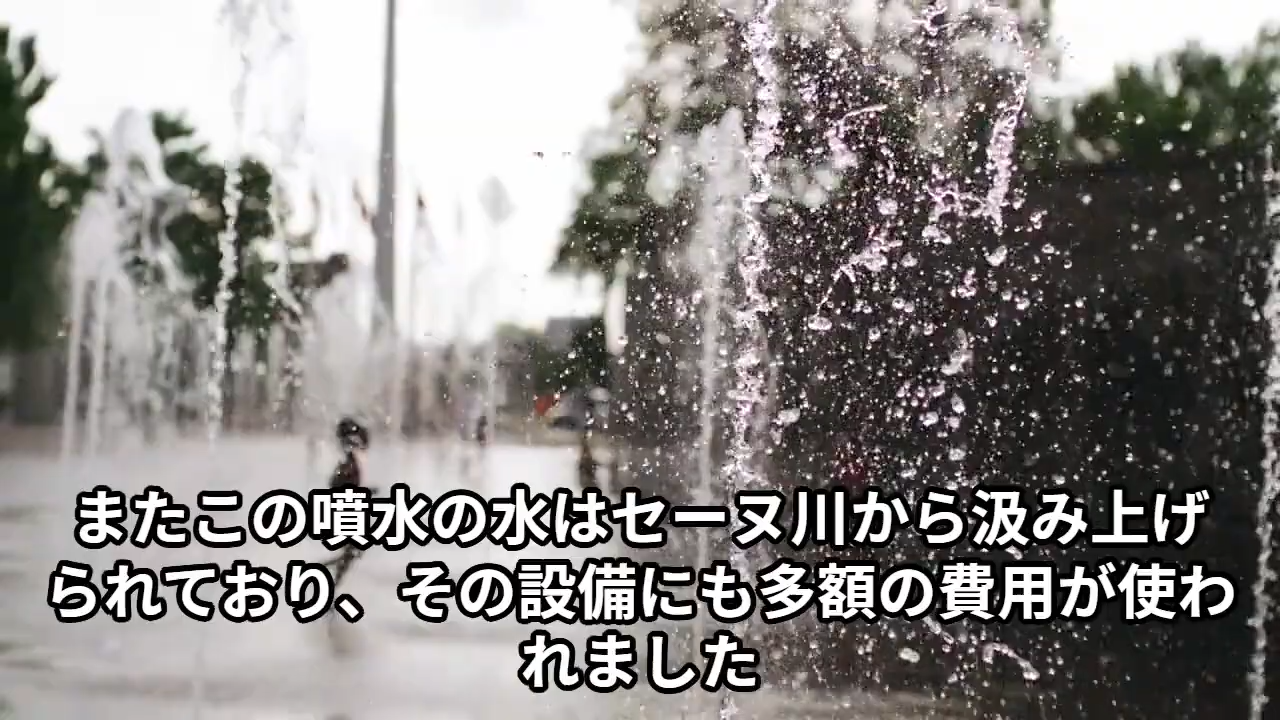 またこの噴水の水はセーヌ川から汲み上げ
られており、その設備にも多額の費用が使わ
れました